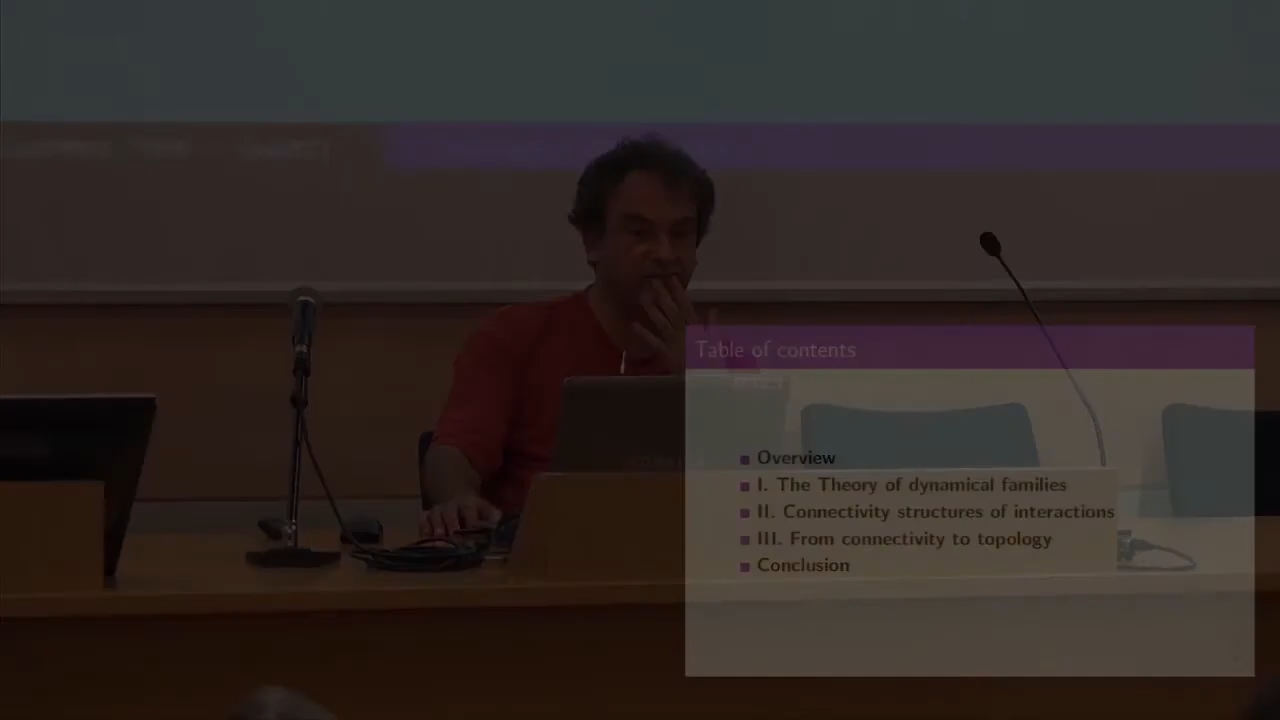 Table of contents
Overview
I. The Theory of dynamical families
II. Connectivity structures of interactions
III. From connectivity to topology
Conclusion